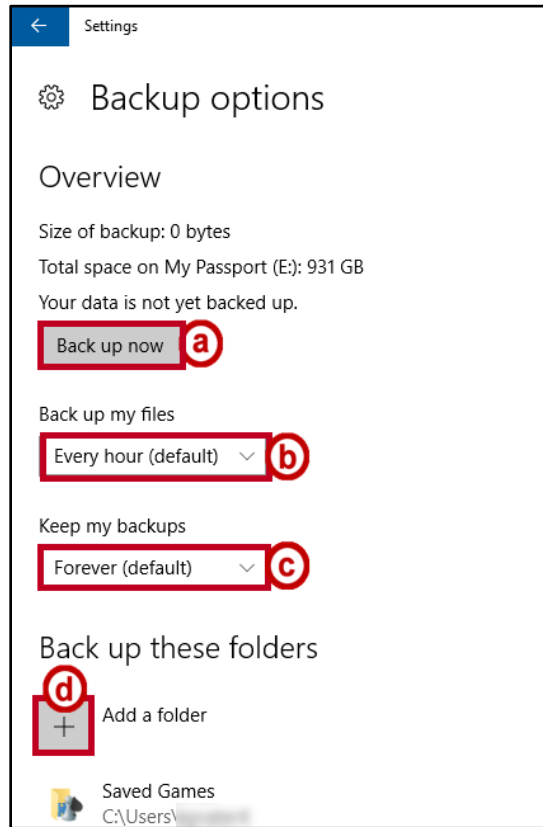 Settings
Backup options
Overview
Size of backup: 0 bytes
Total space on My Passport (E:): 931 GB
Your data is not yet backed up.
Back up now a
Back up my files
Every hour (default) b
Keep my backups
Forever (default) c
Back up these folders
d
+ Add a folder
Saved Games
C:\Users\